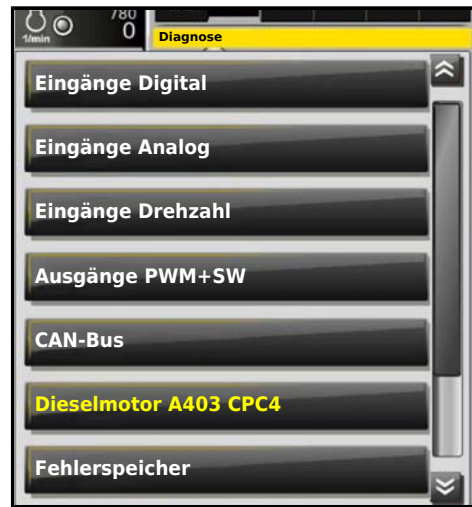 780
1/min 0
Diagnose
Eingänge Digital
Eingänge Analog
Eingänge Drehzahl
Ausgänge PWM+SW
CAN-Bus
Dieselmotor A403 CPC4
Fehlerspeicher